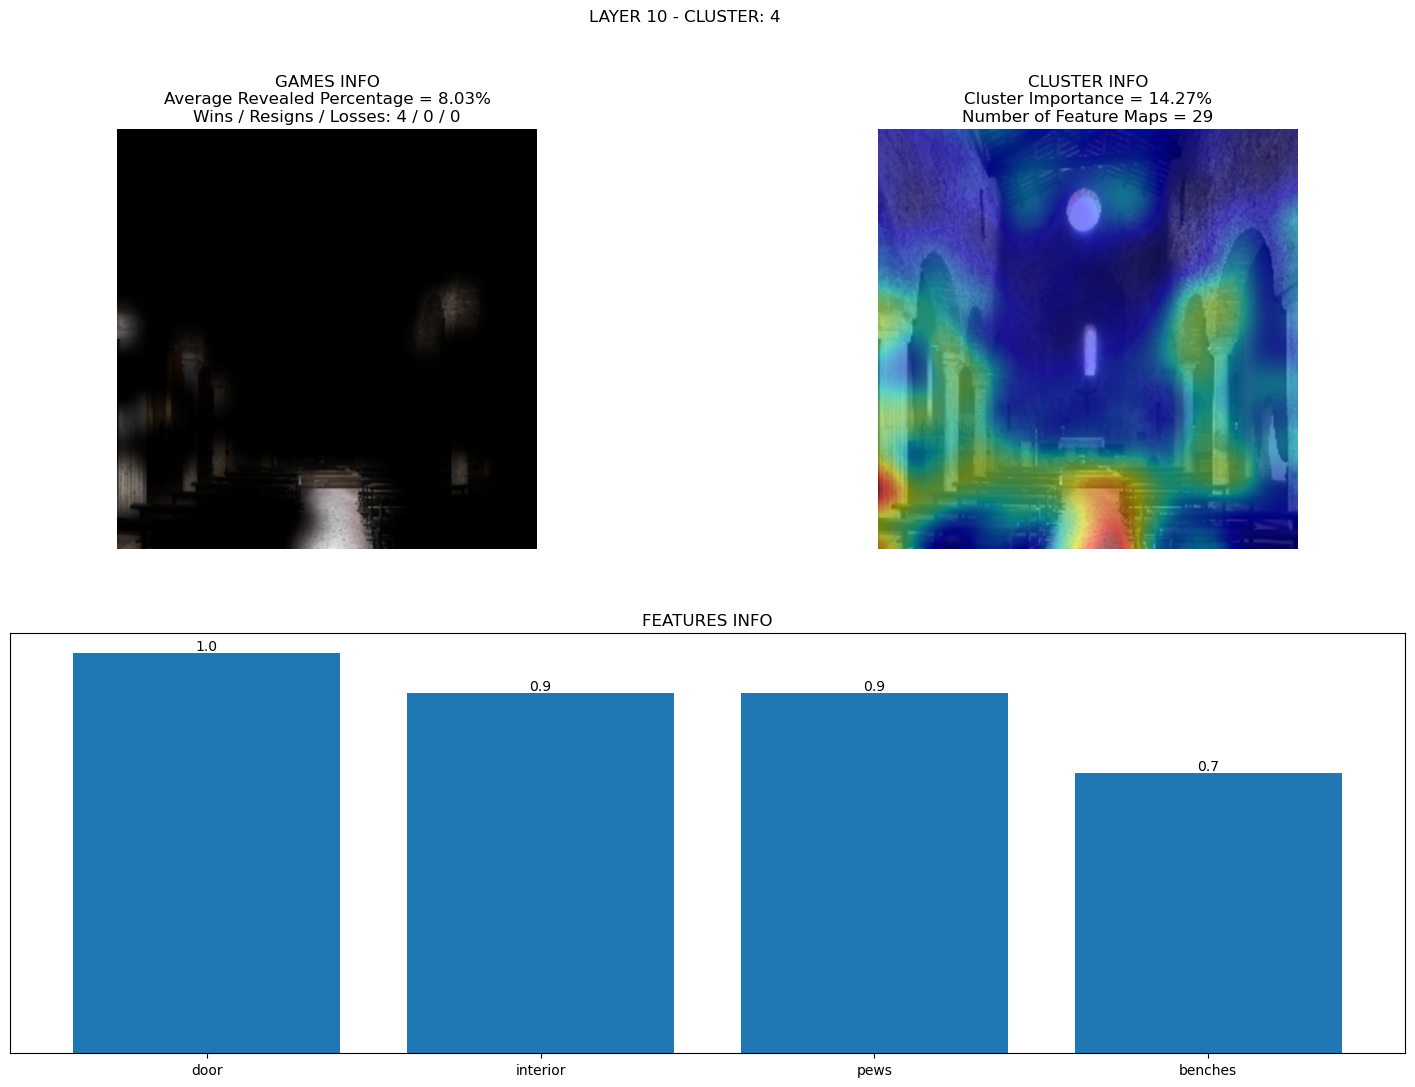 LAYER 10 - CLUSTER: 4
GAMES INFO
Average Revealed Percentage = 8.03%
Wins / Resigns / Losses: 4 / 0 / 0
CLUSTER INFO
Cluster Importance = 14.27%
Number of Feature Maps = 29
FEATURES INFO
1.0
0.9
0.9
0.7
door
interior
pews
benches